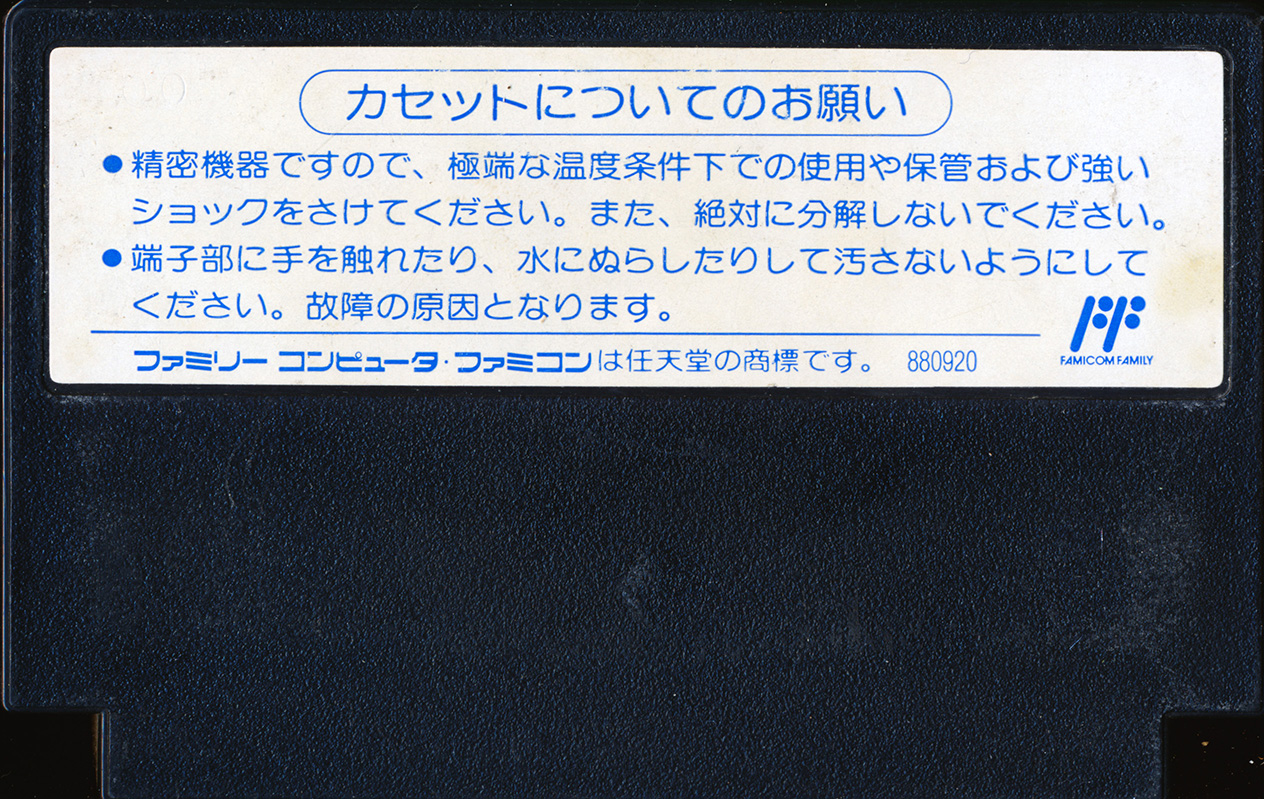 カセットについてのお願い
●精密機器ですので、極端な温度条件下での使用や保管および強い
ショックをさけてください。また、絶対に分解しないでください。
●端子部に手を触れたり、水にぬらしたりして汚さないようにして
ください。故障の原因となります。
ファミリー コンピュータ・ファミコンは任天堂の商標です。 880920
FAMICOM FAMILY